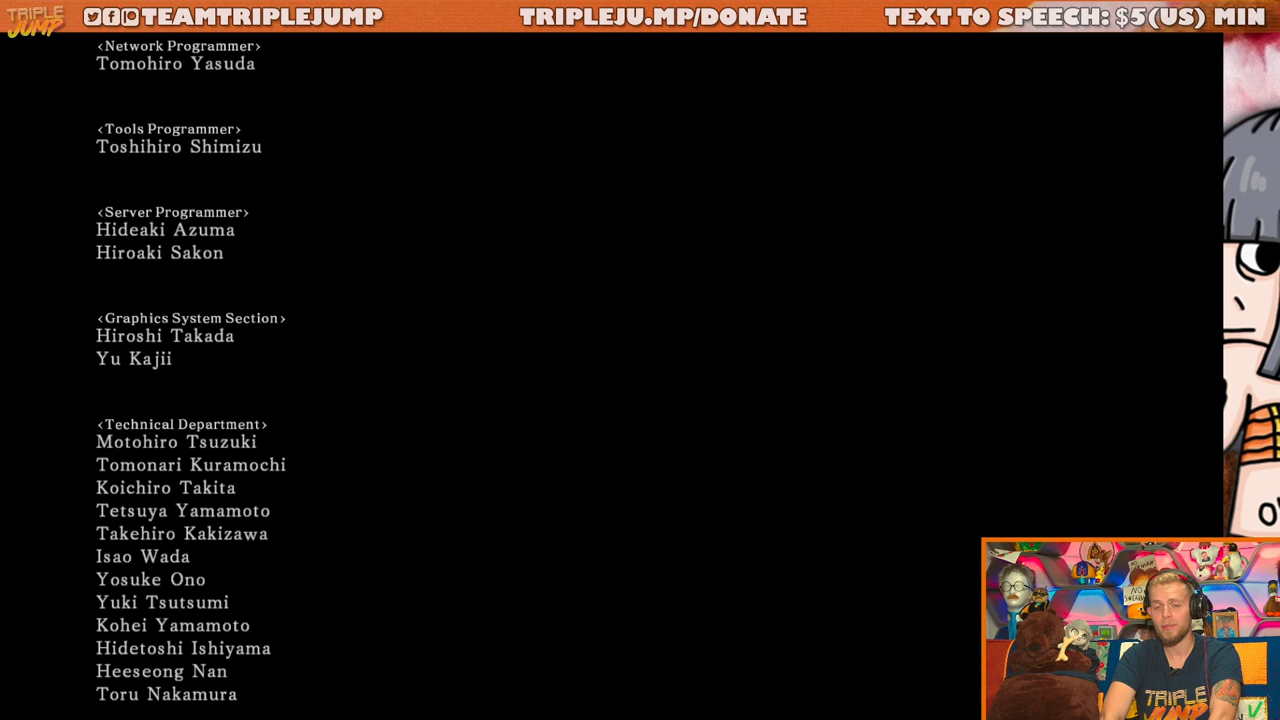 TRIPLE
JUMP
TEAMTRIPLEJUMP
TRIPLEJU.MP/DONATE
TEXT TO SPEECH: $5(US) MIN
<Network Programmer>
Tomohiro Yasuda
<Tools Programmer>
Toshihiro Shimizu
<Server Programmer>
Hideaki Azuma
Hiroaki Sakon
<Graphics System Section>
Hiroshi Takada
Yu Kajii
<Technical Department>
Motohiro Tsuzuki
Tomonari Kuramochi
Koichiro Takita
Tetsuya Yamamoto
Takehiro Kakizawa
Isao Wada
Yosuke Ono
Yuki Tsutsumi
Kohei Yamamoto
Hidetoshi Ishiyama
Heeseong Nan
Toru Nakamura
NO
TRIPLE
JUMP